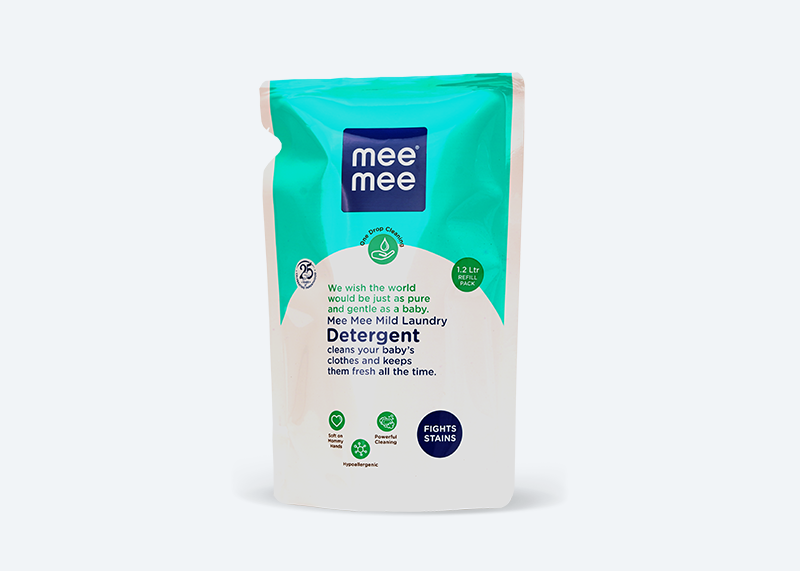 mee®
mee
One Drop Cleaning
25
1.2 Ltr
REFILL
PACK
We wish the world
would be just as pure
and gentle as a baby.
Mee Mee Mild Laundry
Detergent
cleans your baby's
clothes and keeps
them fresh all the time.
Soft on
Mommy
Hands
Powerful
Cleaning
Hypoallergenic
FIGHTS
STAINS